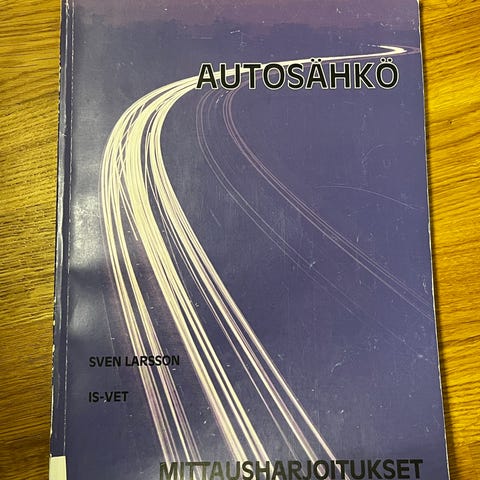 AUTOSÄHKÖ
SVEN LARSSON
IS-VET
MITTAUSHARJOITUKSET